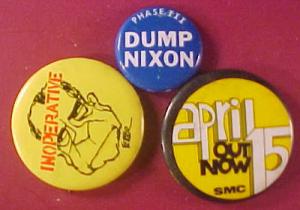 PHASE III
DUMP
NIXON
INOPERATIVE
april
15
OUT
NOW
SMC